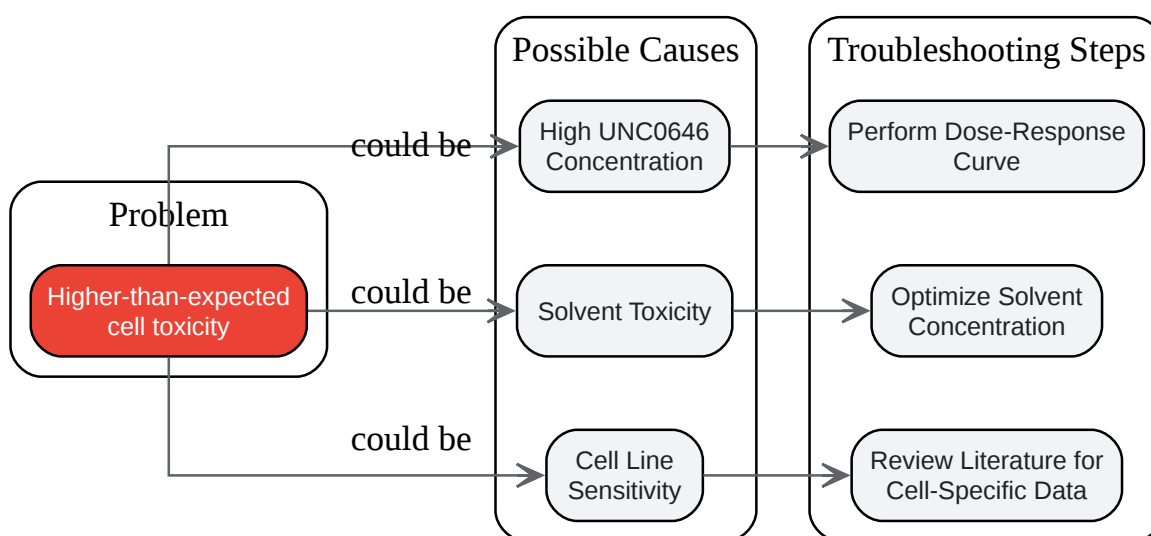 Possible Causes
Troubleshooting Steps
could be
High UNC0646
Concentration
Perform Dose-Response
Curve
Problem
Higher-than-expected
cell toxicity
could be
Solvent Toxicity
Optimize Solvent
Concentration
could be
Cell Line
Sensitivity
Review Literature for
Cell-Specific Data